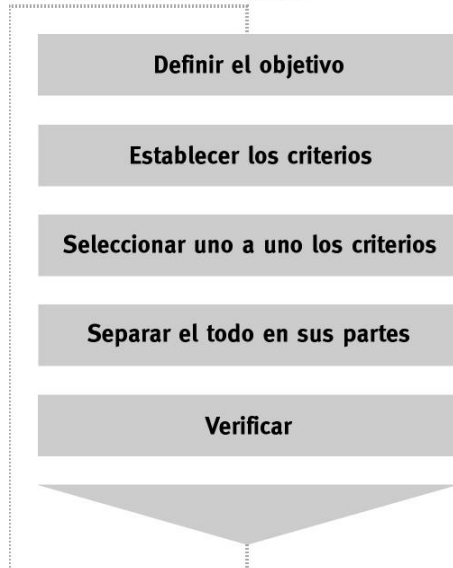 Definir el objetivo
Establecer los criterios
Seleccionar uno a uno los criterios
Separar el todo en sus partes
Verificar